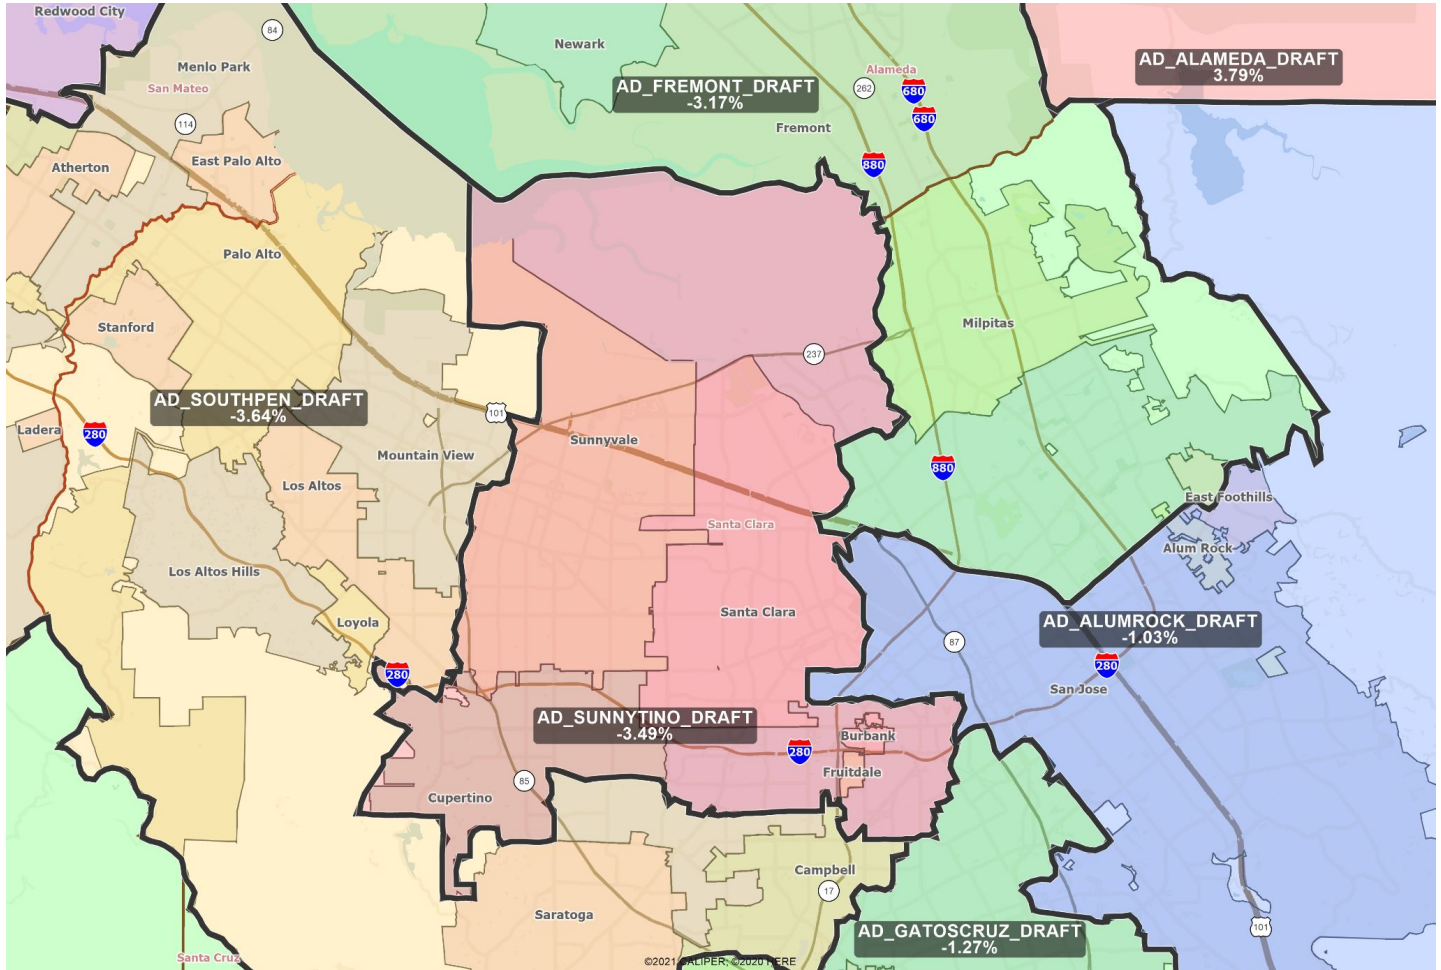 Redwood City
84
Menlo Park
San Mateo
114
East Palo Alto
Atherton
Newark
AD_FREMONT_DRAFT
-3.17%
Alameda
262
680
680
Fremont
880
AD_ALAMEDA_DRAFT
3.79%
Palo Alto
Stanford
Milpitas
237
AD_SOUTHPEN_DRAFT
-3.64%
101
Ladera
280
Sunnyvale
Mountain View
Los Altos
880
East Foothills
Santa Clara
Alum Rock
Los Altos Hills
Loyola
Santa Clara
AD_ALUMROCK_DRAFT
-1.03%
87
280
280
San Jose
AD_SUNNYTINO_DRAFT
-3.49%
Burbank
280
Fruitdale
85
Cupertino
Campbell
17
Saratoga
AD_GATOSCRUZ_DRAFT
-1.27%
101
Santa Cruz
©2021 CALIPER; ©2020 HERE